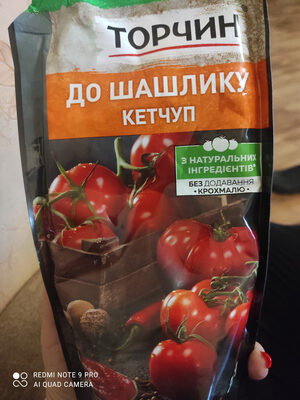 ТОРЧИН
ДО ШАШЛИКУ
КЕТЧУП
З НАТУРАЛЬНИХ
ІНГРЕДІЄНТІВ*
БЕЗ ДОДАВАННЯ
• КРОХМАЛЮ •
REDMI NOTE 9 PRO
AI QUAD CAMERA